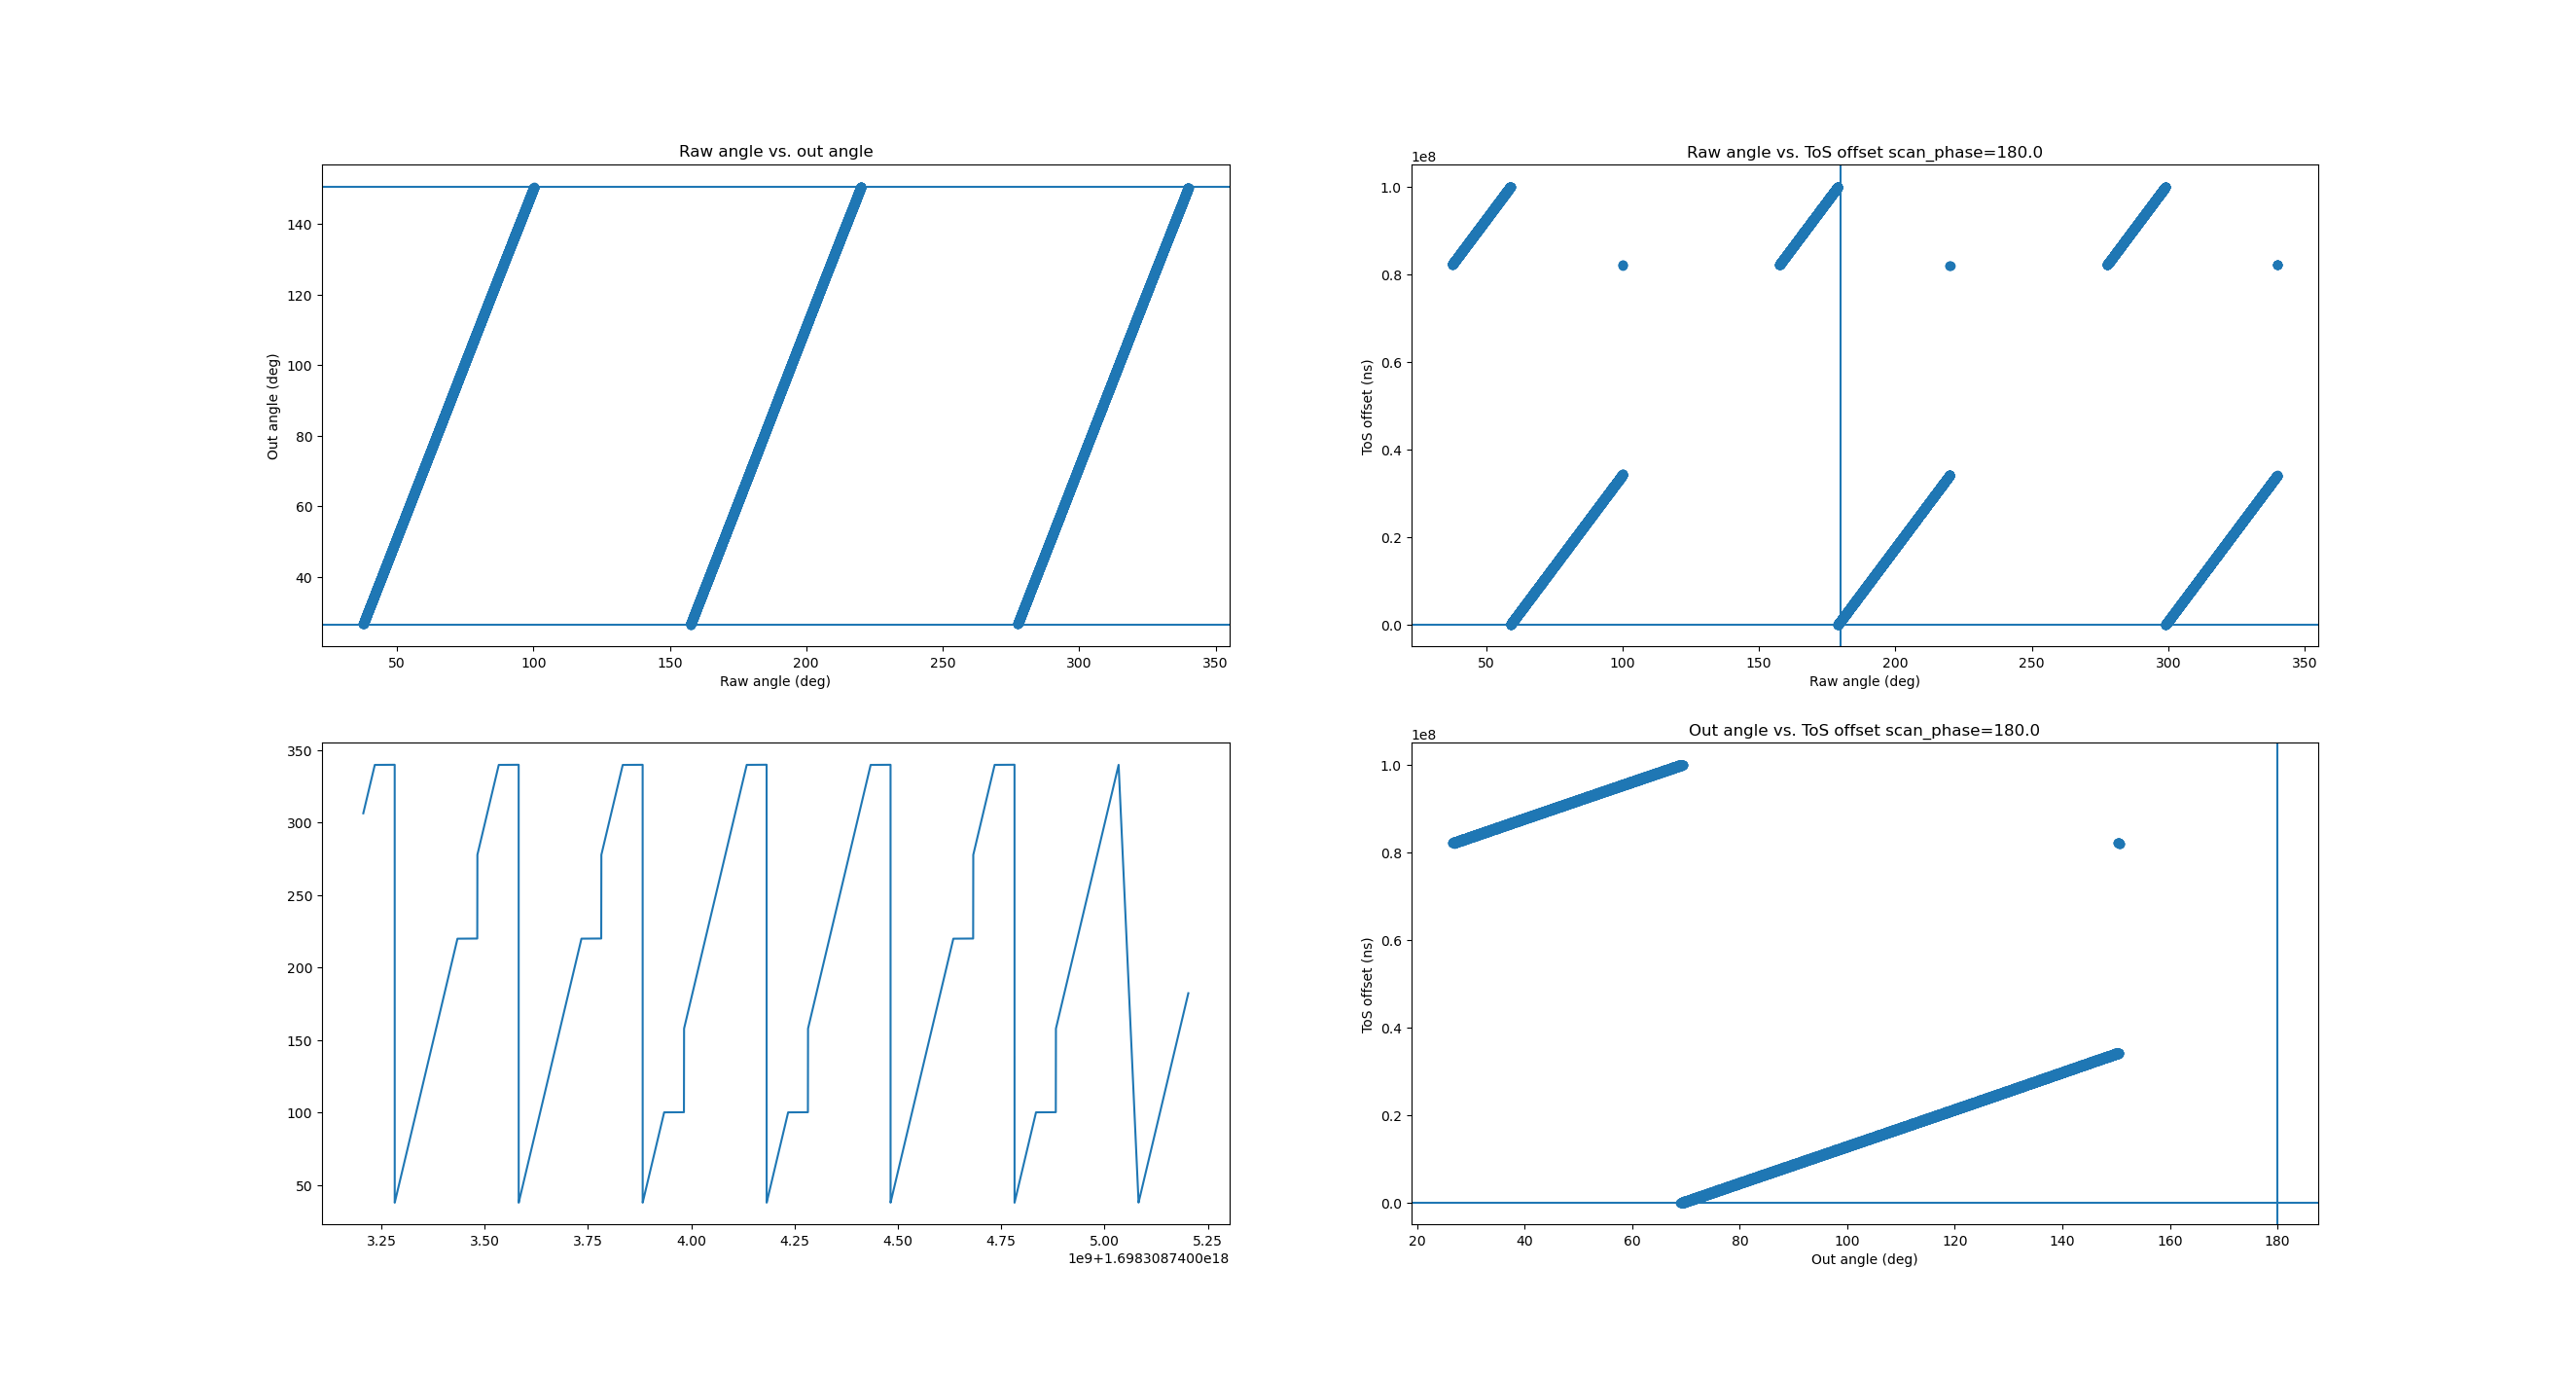 Raw angle vs. out angle
Out angle (deg)
140
120
100
80
60
40
50 100 150 200 250 300 350
Raw angle (deg)
Raw angle vs. ToS offset scan_phase=180.0
1e8
ToS offset (ns)
1.0
0.8
0.6
0.4
0.2
0.0
50 100 150 200 250 300 350
Raw angle (deg)
350
300
250
200
150
100
50
3.25 3.50 3.75 4.00 4.25 4.50 4.75 5.00 5.25
1e9+1.6983087400e18
Out angle vs. ToS offset scan_phase=180.0
1e8
ToS offset (ns)
1.0
0.8
0.6
0.4
0.2
0.0
20 40 60 80 100 120 140 160 180
Out angle (deg)